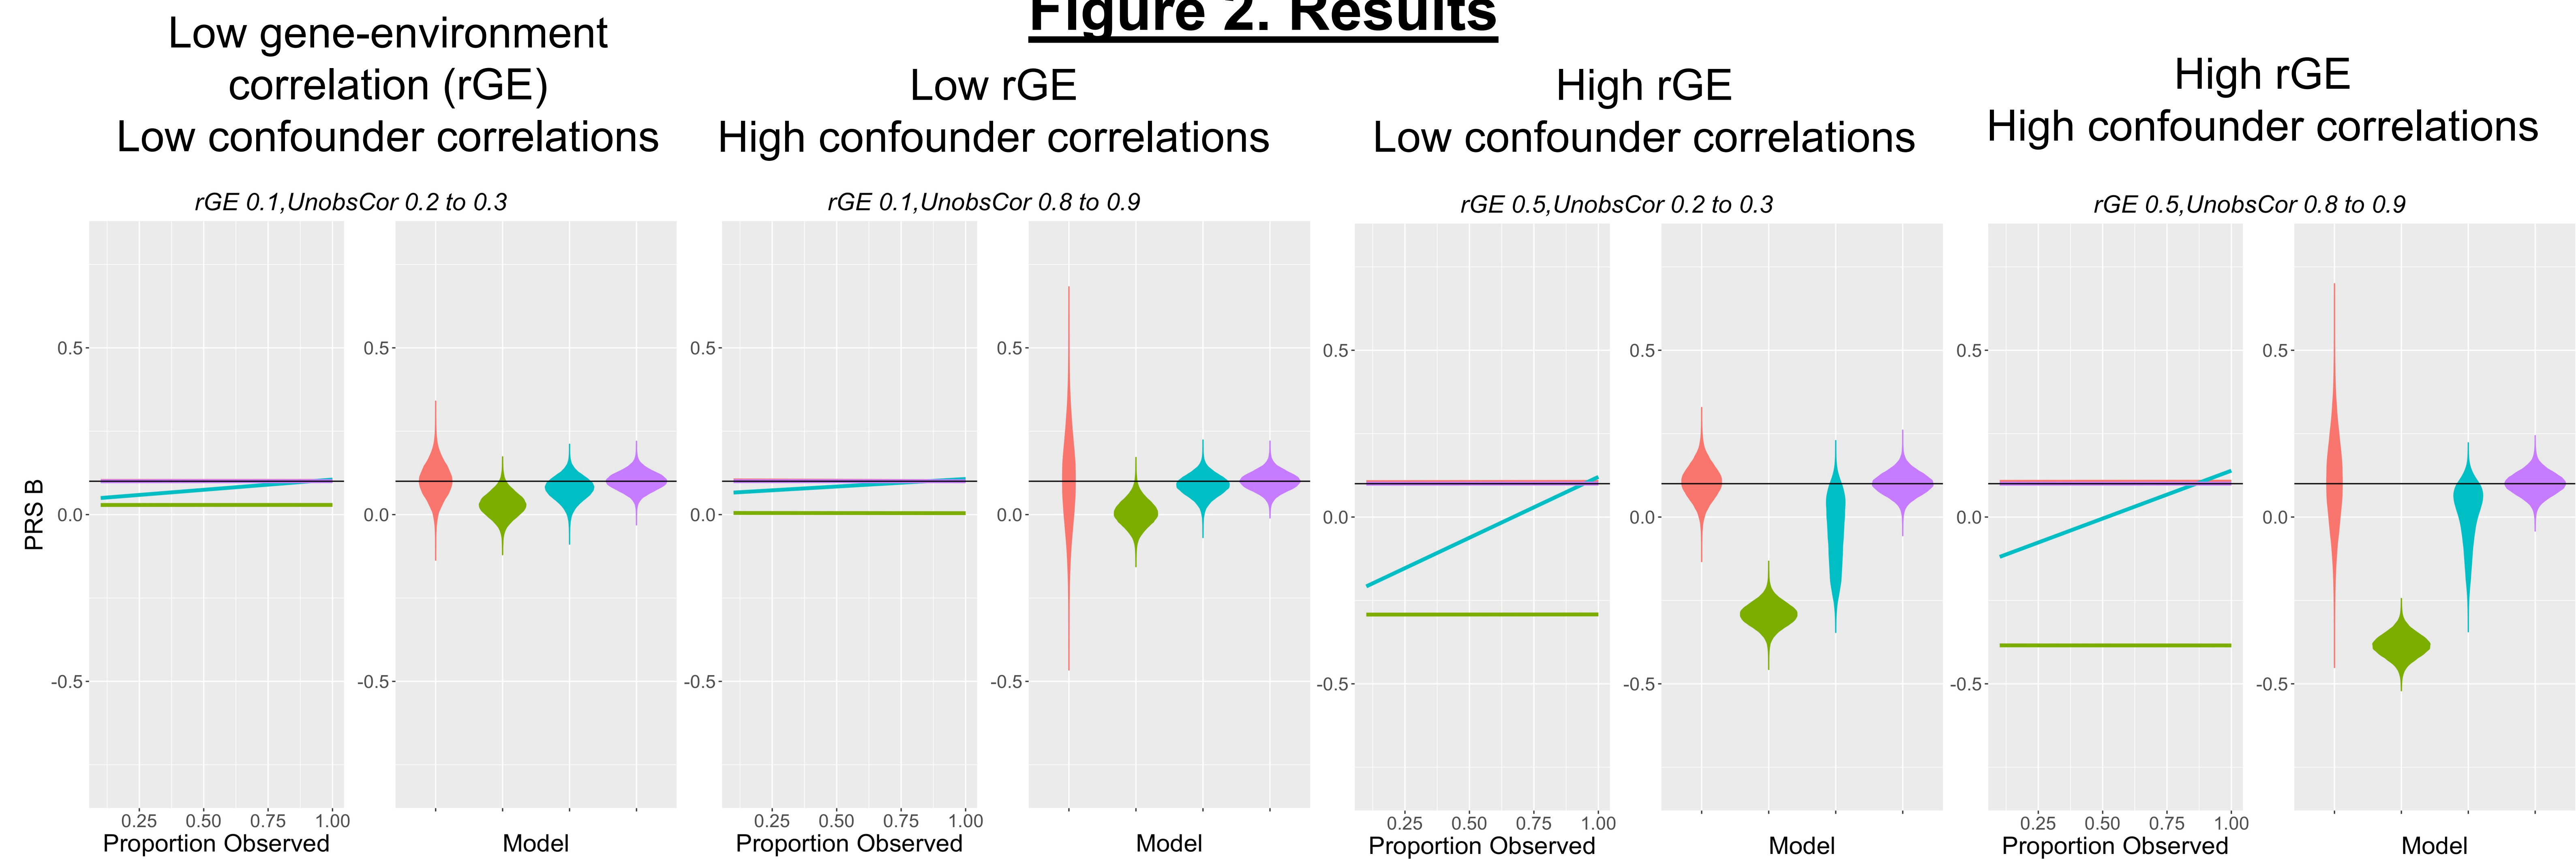 Figure 2. Results
Low gene-environment
correlation (rGE)
Low confounder correlations
Low rGE
High confounder correlations
High rGE
Low confounder correlations
High rGE
High confounder correlations
rGE 0.1,UnobsCor 0.2 to 0.3
PRS B
0.5
0.0
-0.5
0.25 0.50 0.75 1.00
Proportion Observed
0.5
0.0
-0.5
Model
rGE 0.1,UnobsCor 0.8 to 0.9
0.5
0.0
-0.5
0.25 0.50 0.75 1.00
Proportion Observed
0.5
0.0
-0.5
Model
rGE 0.5,UnobsCor 0.2 to 0.3
0.5
0.0
-0.5
0.25 0.50 0.75 1.00
Proportion Observed
0.5
0.0
-0.5
Model
rGE 0.5,UnobsCor 0.8 to 0.9
0.5
0.0
-0.5
0.25 0.50 0.75 1.00
Proportion Observed
0.5
0.0
-0.5
Model